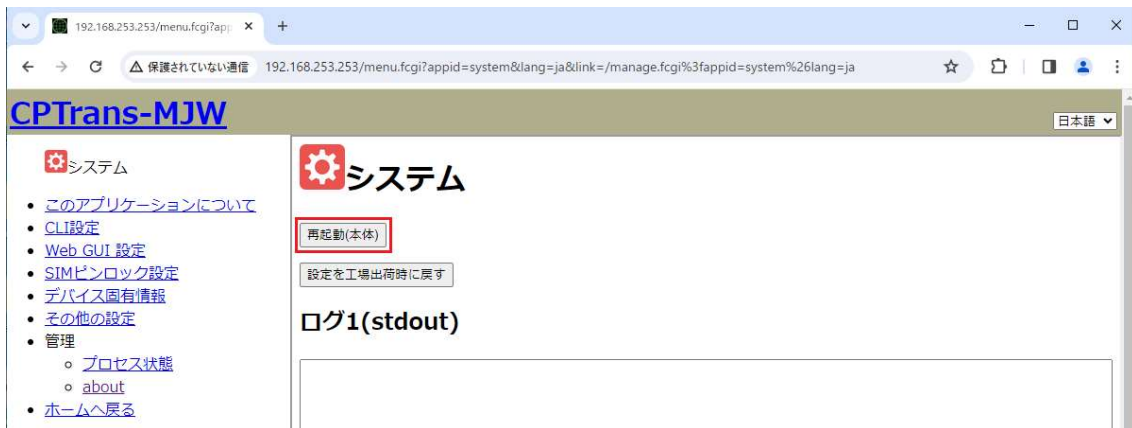 192.168.253.253/menu.fcgi?app
保護されていない通信 192.168.253.253/menu.fcgi?appid=system&lang=ja&link=/manage.fcgi%3fappid=system%26lang=ja
CPTrans-MJW
日本語
システム
このアプリケーションについて
CLI設定
Web GUI 設定
SIMピンロック設定
デバイス固有情報
その他の設定
管理
プロセス状態
about
ホームへ戻る
システム
再起動(本体)
設定を工場出荷時に戻す
ログ1(stdout)